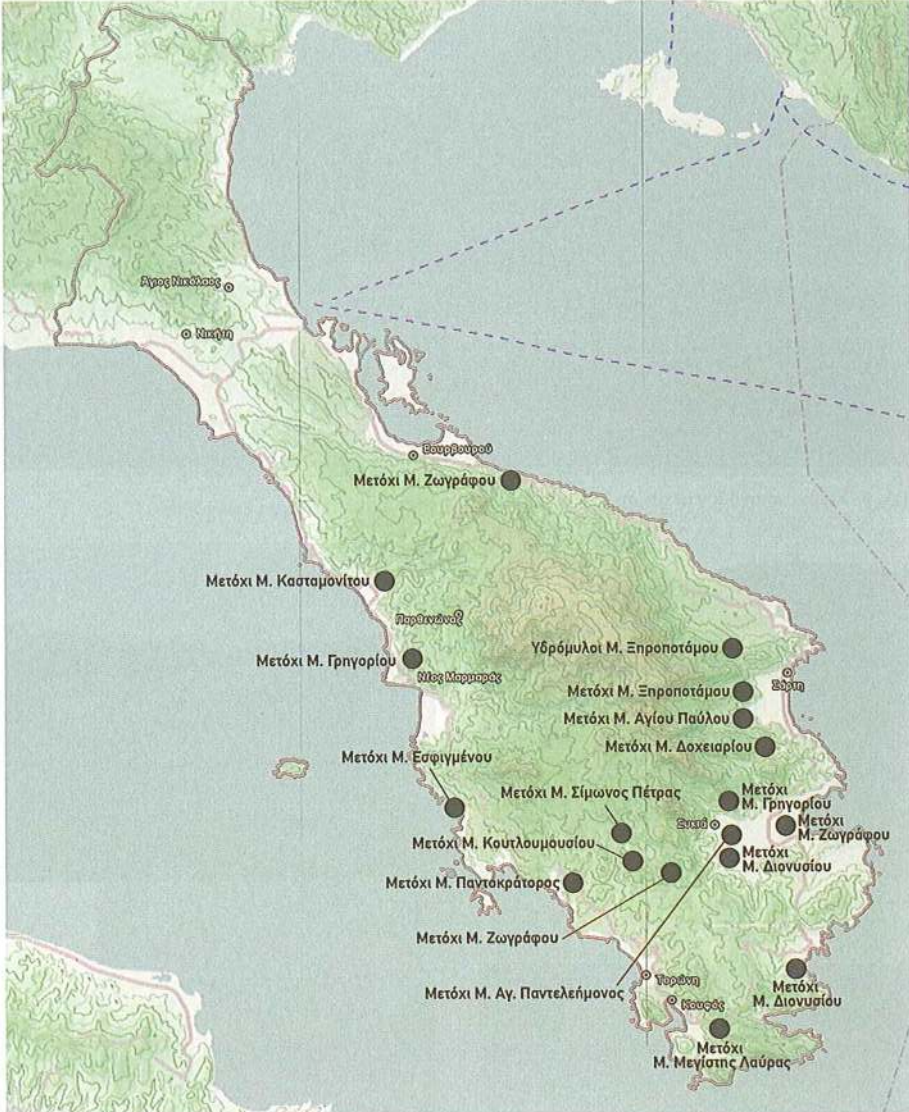 Άγιος Νικόλαος
Νικήτη
Βουρβουρού
Μετόχι Μ. Ζωγράφου
Μετόχι Μ. Κασταμονίτου
Παρθενώνας
Υδρόμυλοι Μ. Ξηροποτάμου
Μετόχι Μ. Γρηγορίου
Σάρτη
Νέος Μαρμαράς
Μετόχι Μ. Ξηροποτάμου
Μετόχι Μ. Αγίου Παύλου
Μετόχι Μ. Δοχειαρίου
Μετόχι Μ. Εσφιγμένου
Μετόχι Μ. Σίμωνος Πέτρας
Μετόχι
Μ. Γρηγορίου
Συκιά
Μετόχι
Μ. Ζωγράφου
Μετόχι Μ. Κουτλουμουσίου
Μετόχι
Μ. Διονυσίου
Μετόχι Μ. Παντοκράτορος
Μετόχι Μ. Ζωγράφου
Τορώνη
Μετόχι Μ. Αγ. Παντελεήμονος
Μετόχι
Μ. Διονυσίου
Κουφός
Μετόχι
Μ. Μεγίστης Λαύρας